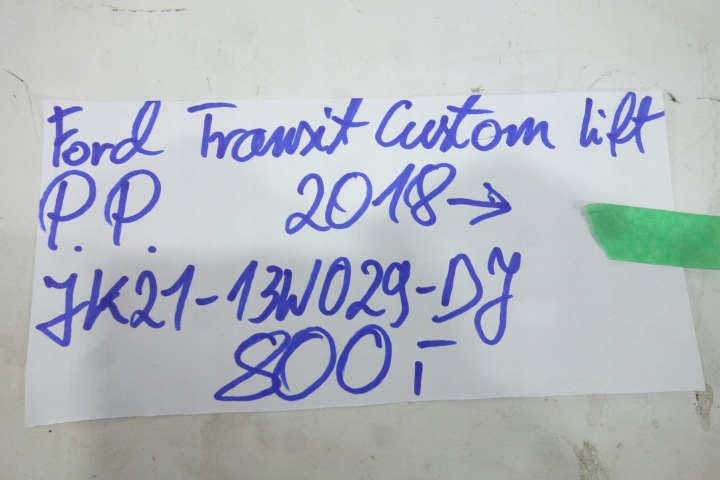 Ford Transit Custom lift
P.P. 2018→
JK21-13W029-DJ
800,-